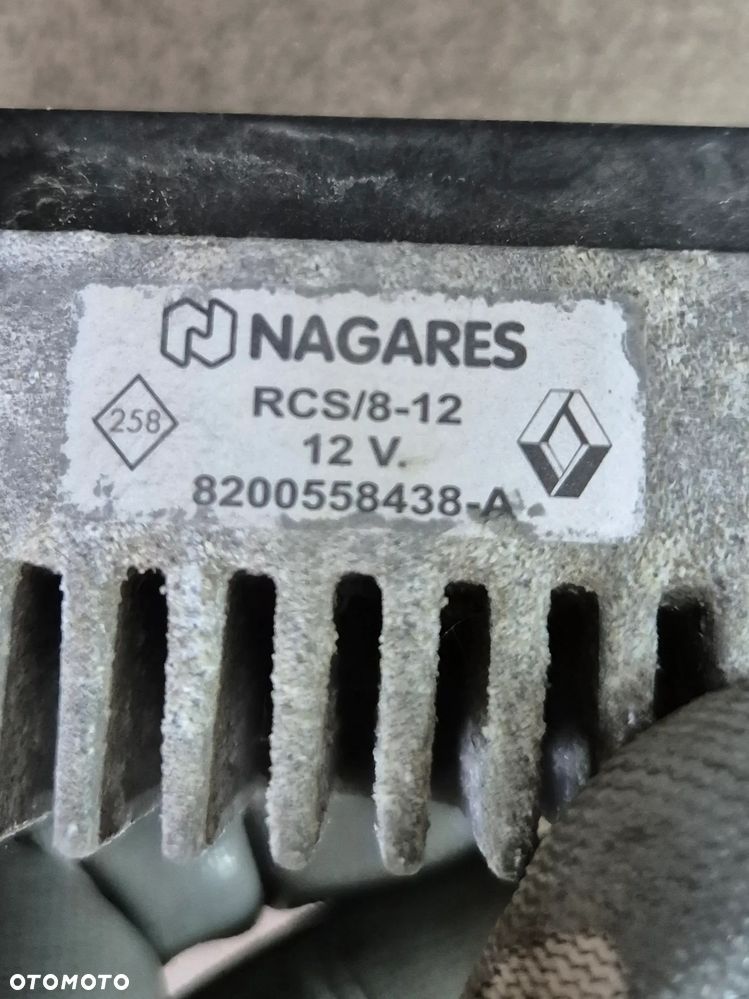 NAGARES
258
RCS/8-12
12 V.
8200558438-A
OTOMOTO